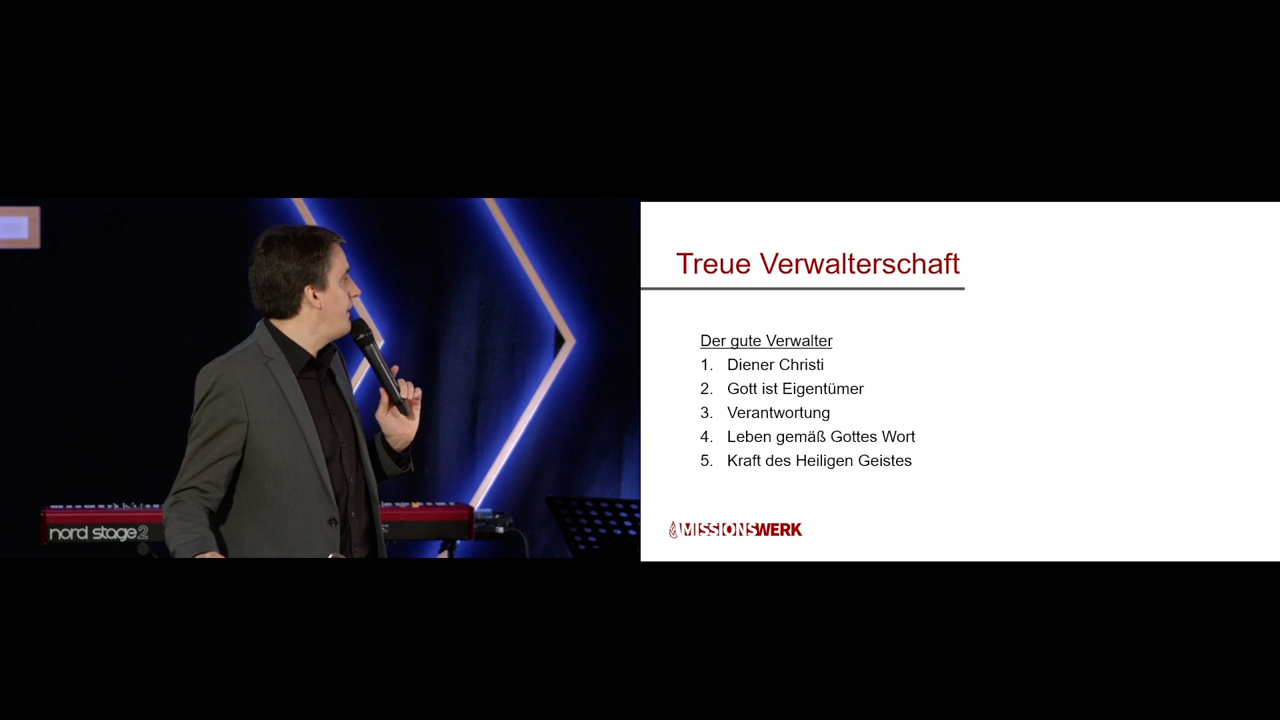 nord stage2
Treue Verwalterschaft
Der gute Verwalter
1. Diener Christi
2. Gott ist Eigentümer
3. Verantwortung
4. Leben gemäß Gottes Wort
5. Kraft des Heiligen Geistes
MISSIONSWERK